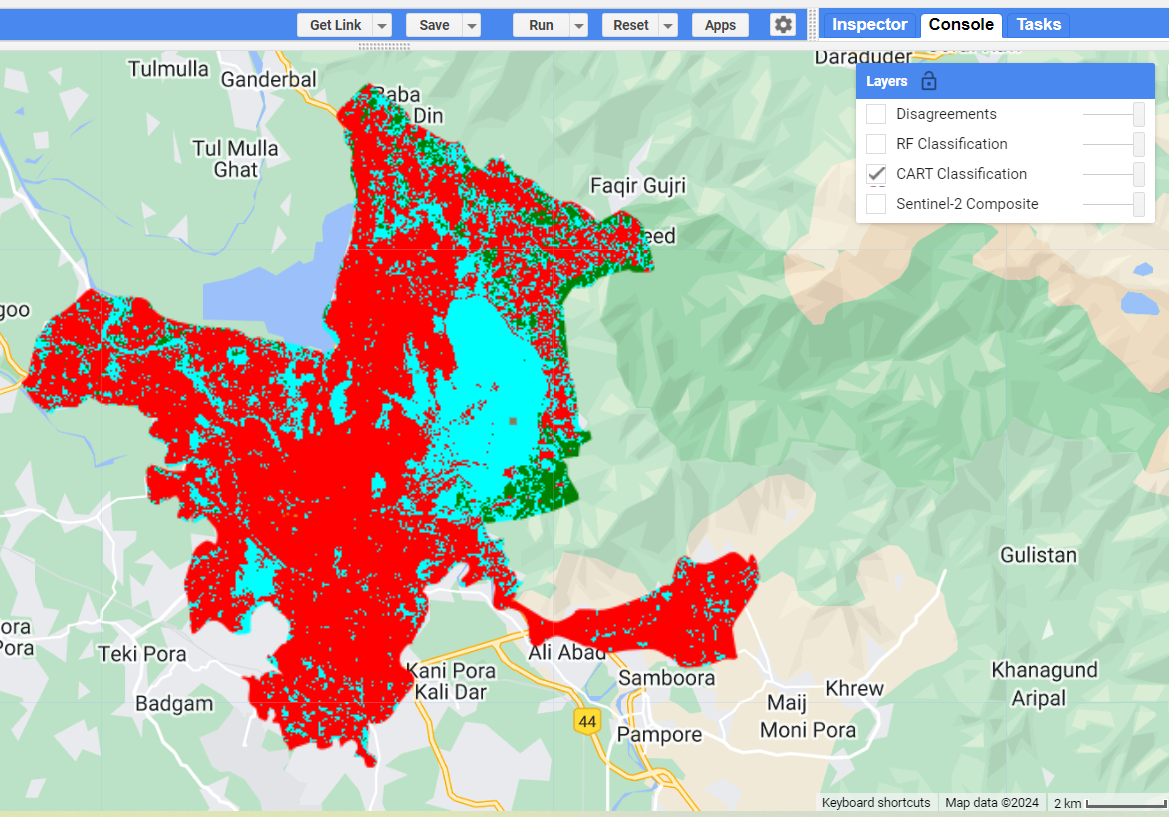 Get Link
Save
Run
Reset
Apps
Inspector
Console
Tasks
Tulmulla
Ganderbal
Daraduder
Layers
Disagreements
RF Classification
CART Classification
Sentinel-2 Composite
Baba
Din
Tul Mulla
Ghat
Faqir Gujri
eed
goo
Gulistan
ora
Pora
Teki Pora
Ali Abad
Kani Pora
Kali Dar
Samboora
Khanagund
Aripal
Badgam
Khrew
Maij
Moni Pora
44
Pampore
Keyboard shortcuts
Map data ©2024
2 km